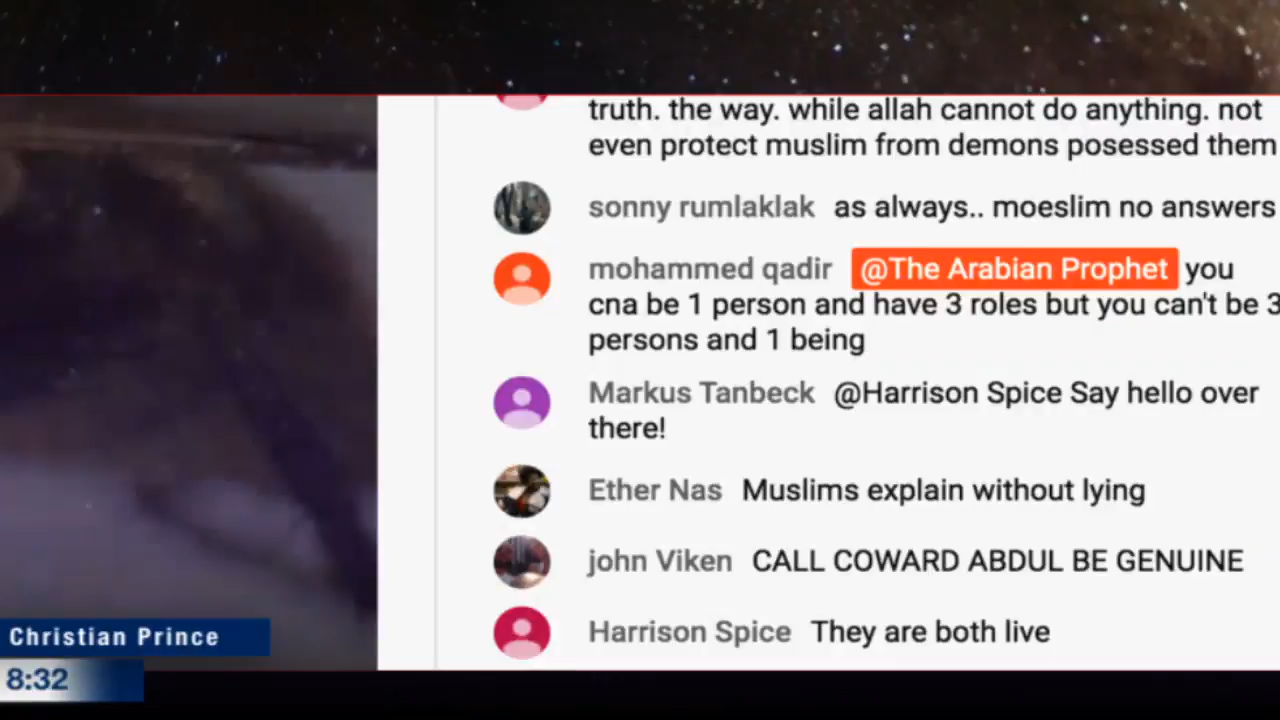 truth. the way. while allah cannot do anything. not
even protect muslim from demons posessed them
sonny rumlaklak as always.. moeslim no answers
mohammed qadir @The Arabian Prophet you
cna be 1 person and have 3 roles but you can't be 3
persons and 1 being
Markus Tanbeck @Harrison Spice Say hello over
there!
Ether Nas Muslims explain without lying
john Viken CALL COWARD ABDUL BE GENUINE
Harrison Spice They are both live
Christian Prince
8:32